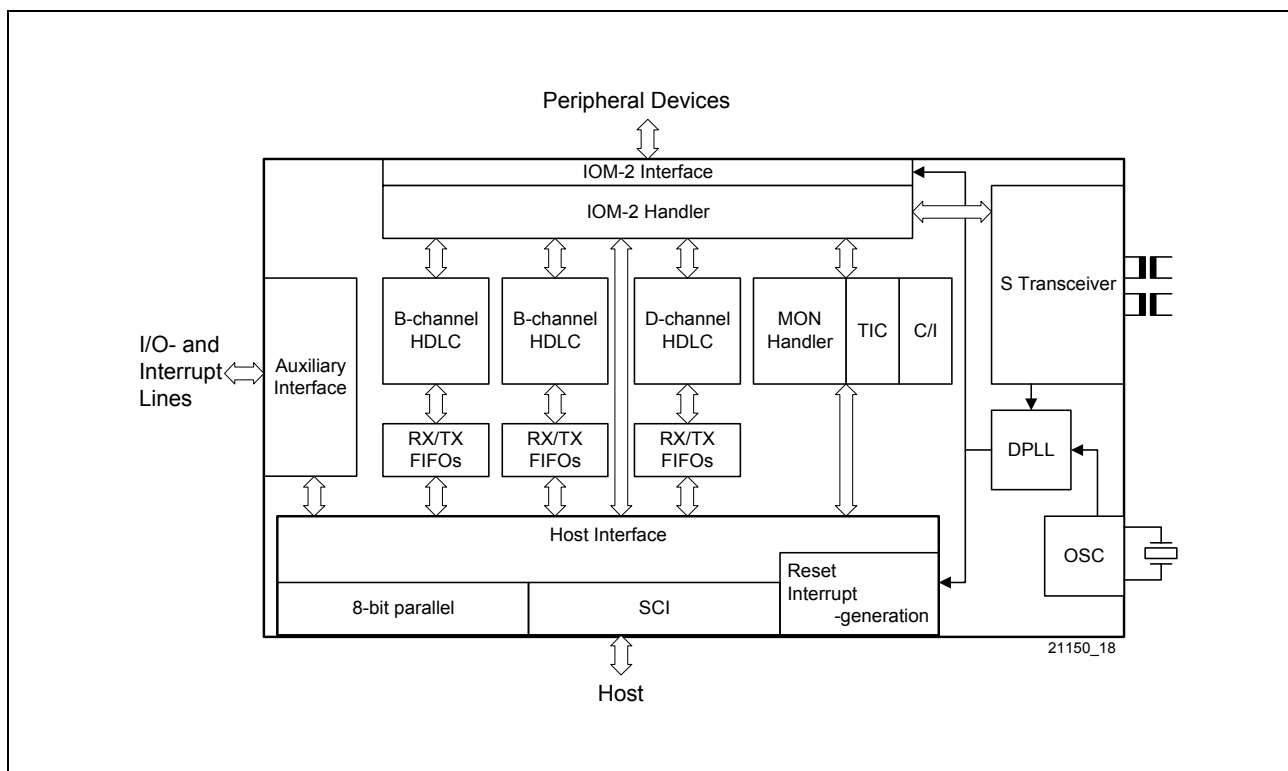 Peripheral Devices
IOM-2 Interface
IOM-2 Handler
S Transceiver
I/O- and
Interrupt
Lines
Auxiliary
Interface
B-channel
HDLC
B-channel
HDLC
D-channel
HDLC
MON
Handler
TIC
C/I
RX/TX
FIFOs
RX/TX
FIFOs
RX/TX
FIFOs
DPLL
Host Interface
OSC
8-bit parallel
SCI
Reset
Interrupt
-generation
21150_18
Host